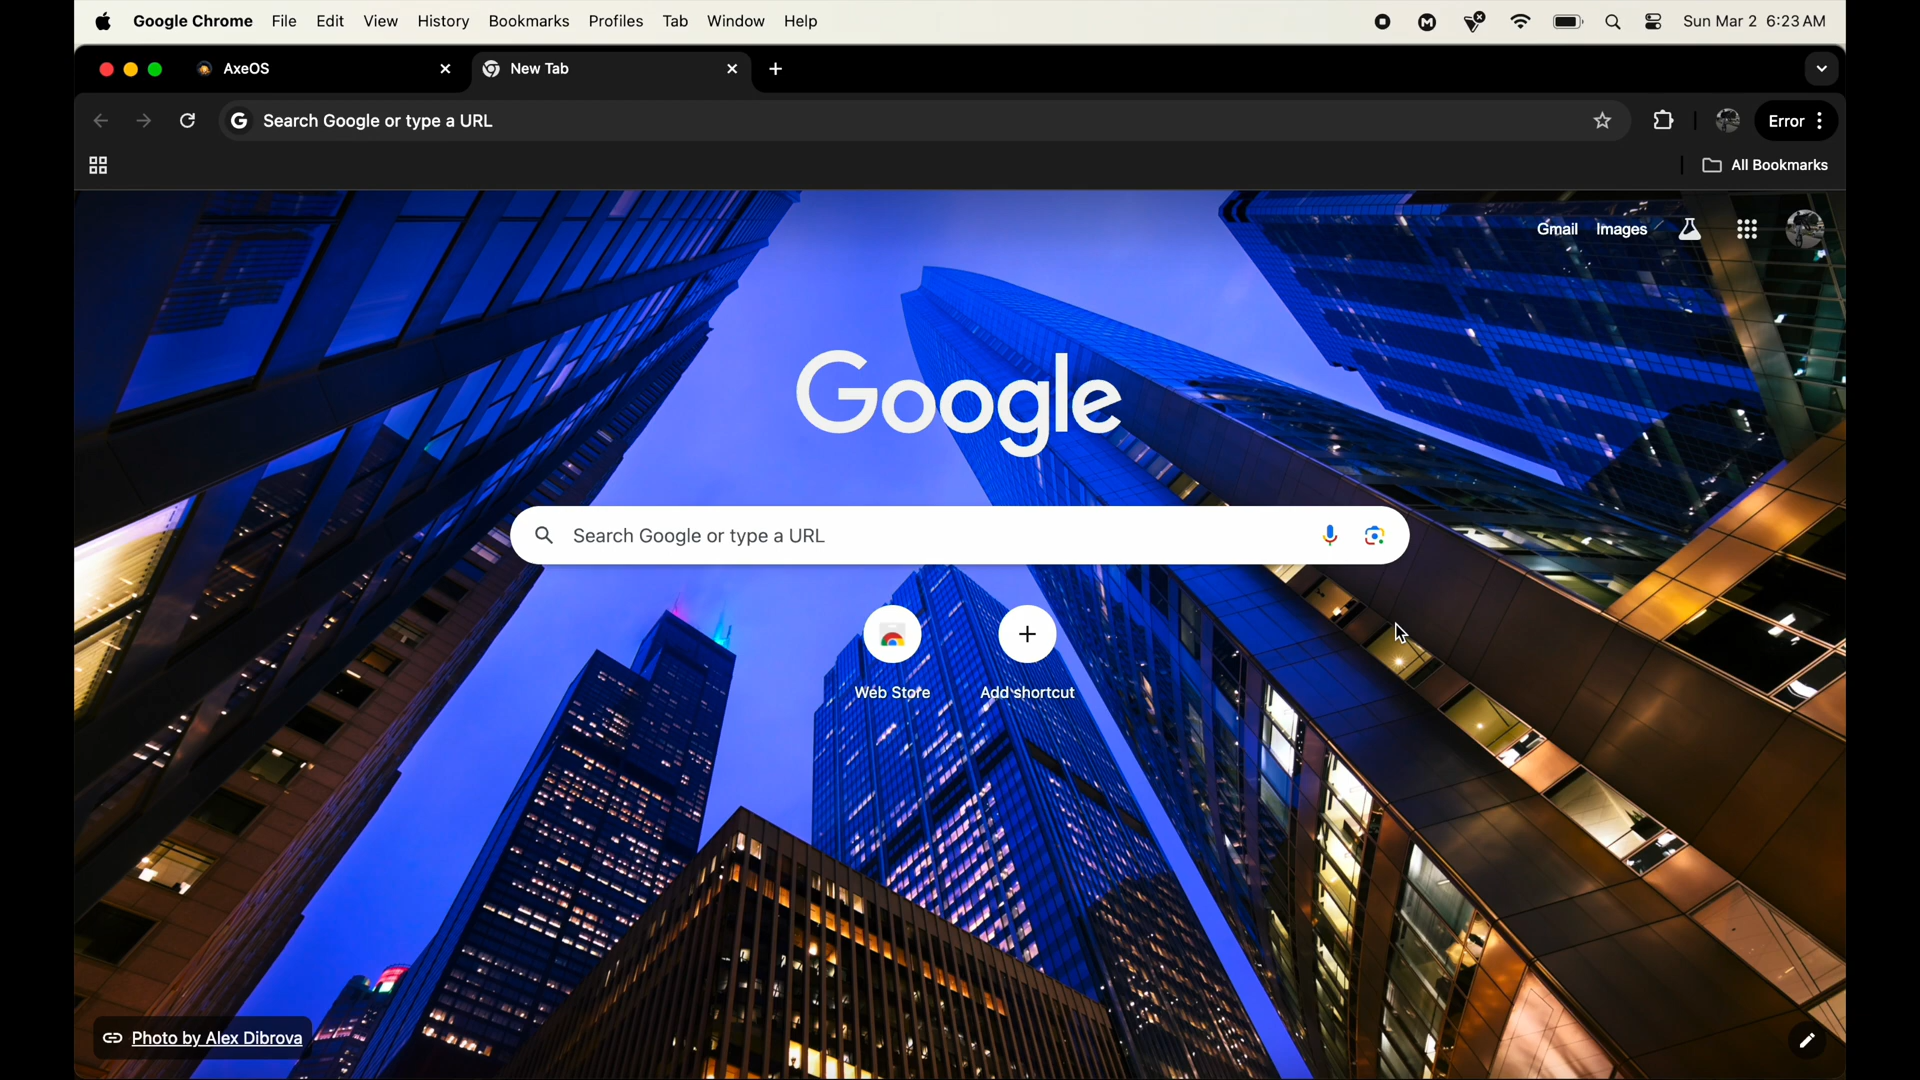 Google Chrome File Edit View History Bookmarks Profiles Tab Window Help Sun Mar 2 6:23 AM
AxeOS New Tab
Search Google or type a URL Error
All Bookmarks
Gmail Images
Google
Search Google or type a URL
Web Store Add shortcut
Photo by Alex Dibrova